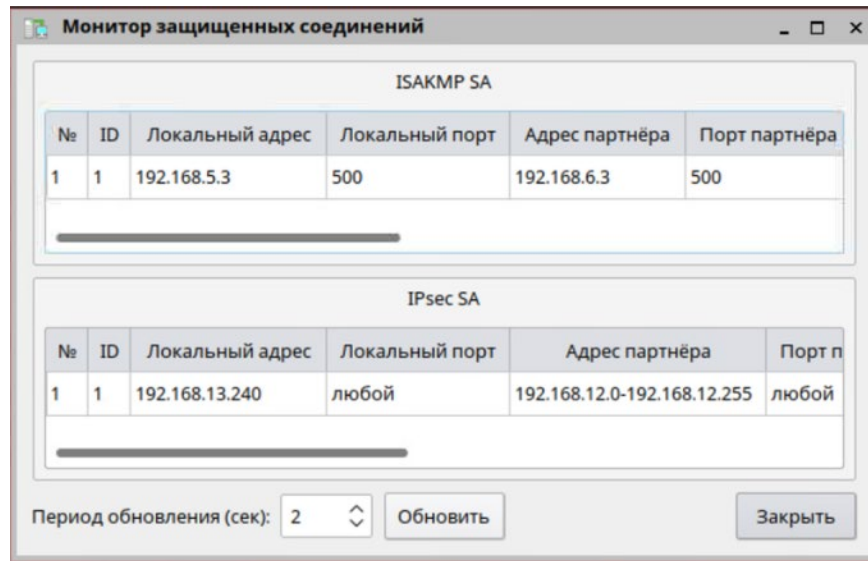 Монитор защищенных соединений
ISAKMP SA
№ ID Локальный адрес Локальный порт Адрес партнёра Порт партнёра
1 1 192.168.5.3 500 192.168.6.3 500
IPsec SA
№ ID Локальный адрес Локальный порт Адрес партнёра Порт п
1 1 192.168.13.240 любой 192.168.12.0-192.168.12.255 любой
Период обновления (сек): 2 Обновить Закрыть